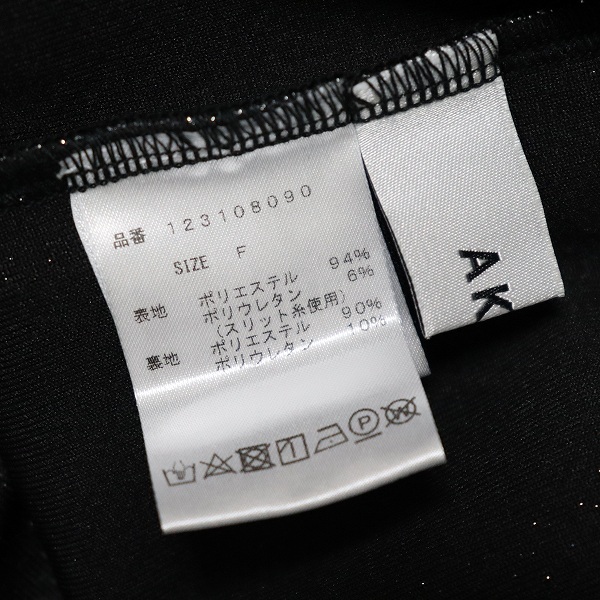 品番 123108090
SIZE F
表地 ポリエステル 94%
ポリウレタン 6%
(スリット糸使用)
裏地 ポリエステル 90%
ポリウレタン 10%
AK